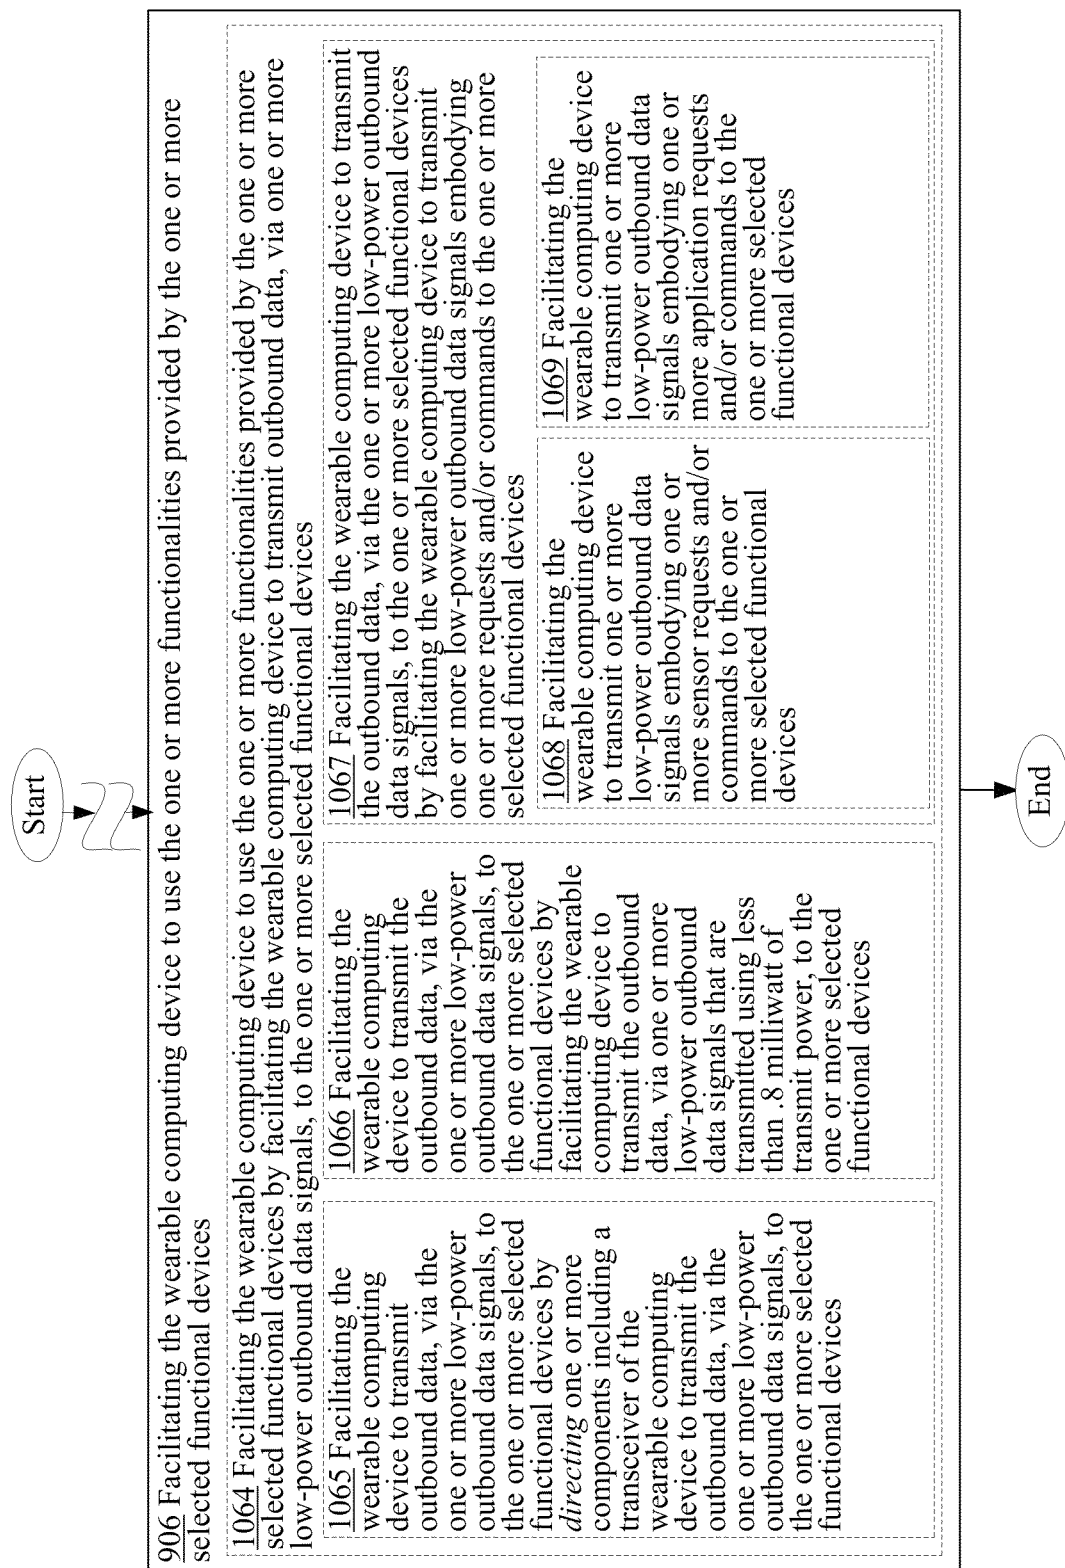 Start
906 Facilitating the wearable computing device to use the one or more functionalities provided by the one or more
selected functional devices
1064 Facilitating the wearable computing device to use the one or more functionalities provided by the one or more
selected functional devices by facilitating the wearable computing device to transmit outbound data, via one or more
low-power outbound data signals, to the one or more selected functional devices
1065 Facilitating the
wearable computing
device to transmit
outbound data, via the
one or more low-power
outbound data signals, to
the one or more selected
functional devices by
directing one or more
components including a
transceiver of the
wearable computing
device to transmit the
outbound data, via the
one or more low-power
outbound data signals, to
the one or more selected
functional devices
1066 Facilitating the
wearable computing
device to transmit the
outbound data, via the
one or more low-power
outbound data signals, to
the one or more selected
functional devices by
facilitating the wearable
computing device to
transmit the outbound
data, via one or more
low-power outbound
data signals that are
transmitted using less
than .8 milliwatt of
transmit power, to the
one or more selected
functional devices
1067 Facilitating the wearable computing device to transmit
the outbound data, via the one or more low-power outbound
data signals, to the one or more selected functional devices
by facilitating the wearable computing device to transmit
one or more low-power outbound data signals embodying
one or more requests and/or commands to the one or more
selected functional devices
1068 Facilitating the
wearable computing device
to transmit one or more
low-power outbound data
signals embodying one or
more sensor requests and/or
commands to the one or
more selected functional
devices
1069 Facilitating the
wearable computing device
to transmit one or more
low-power outbound data
signals embodying one or
more application requests
and/or commands to the
one or more selected
functional devices
End